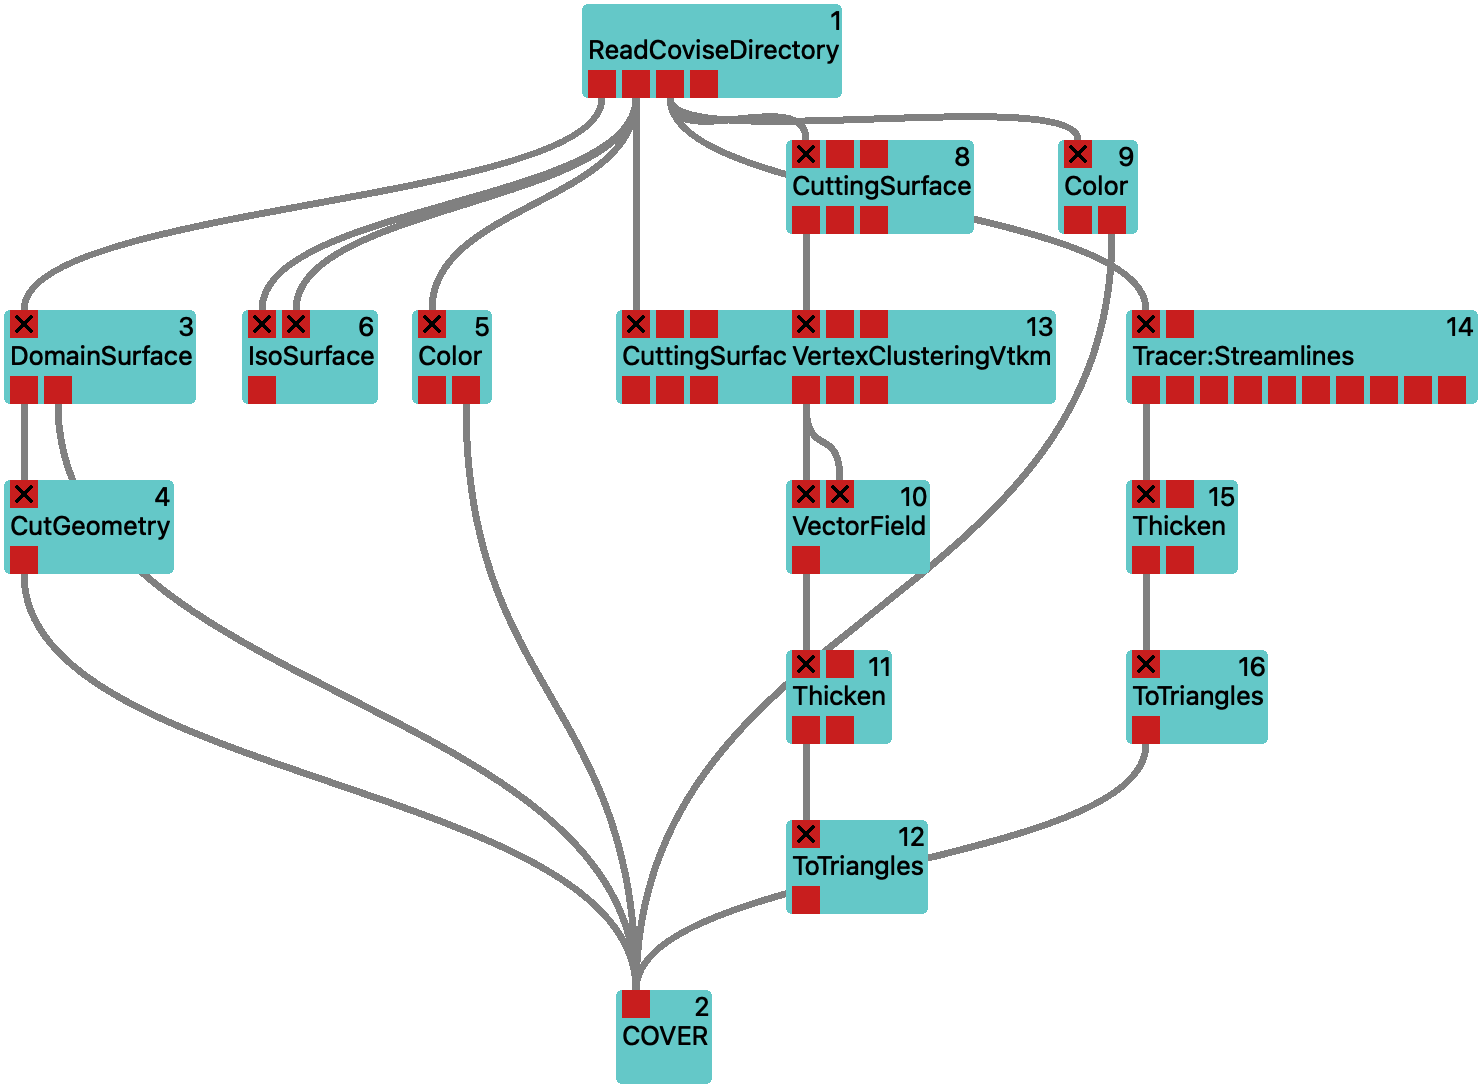 1
ReadCoviseDirectory
8
CuttingSurface
9
Color
3
DomainSurface
6
IsoSurface
5
Color
CuttingSurfac
13
VertexClusteringVtkm
14
Tracer:Streamlines
4
CutGeometry
10
VectorField
15
Thicken
11
Thicken
16
ToTriangles
12
ToTriangles
2
COVER